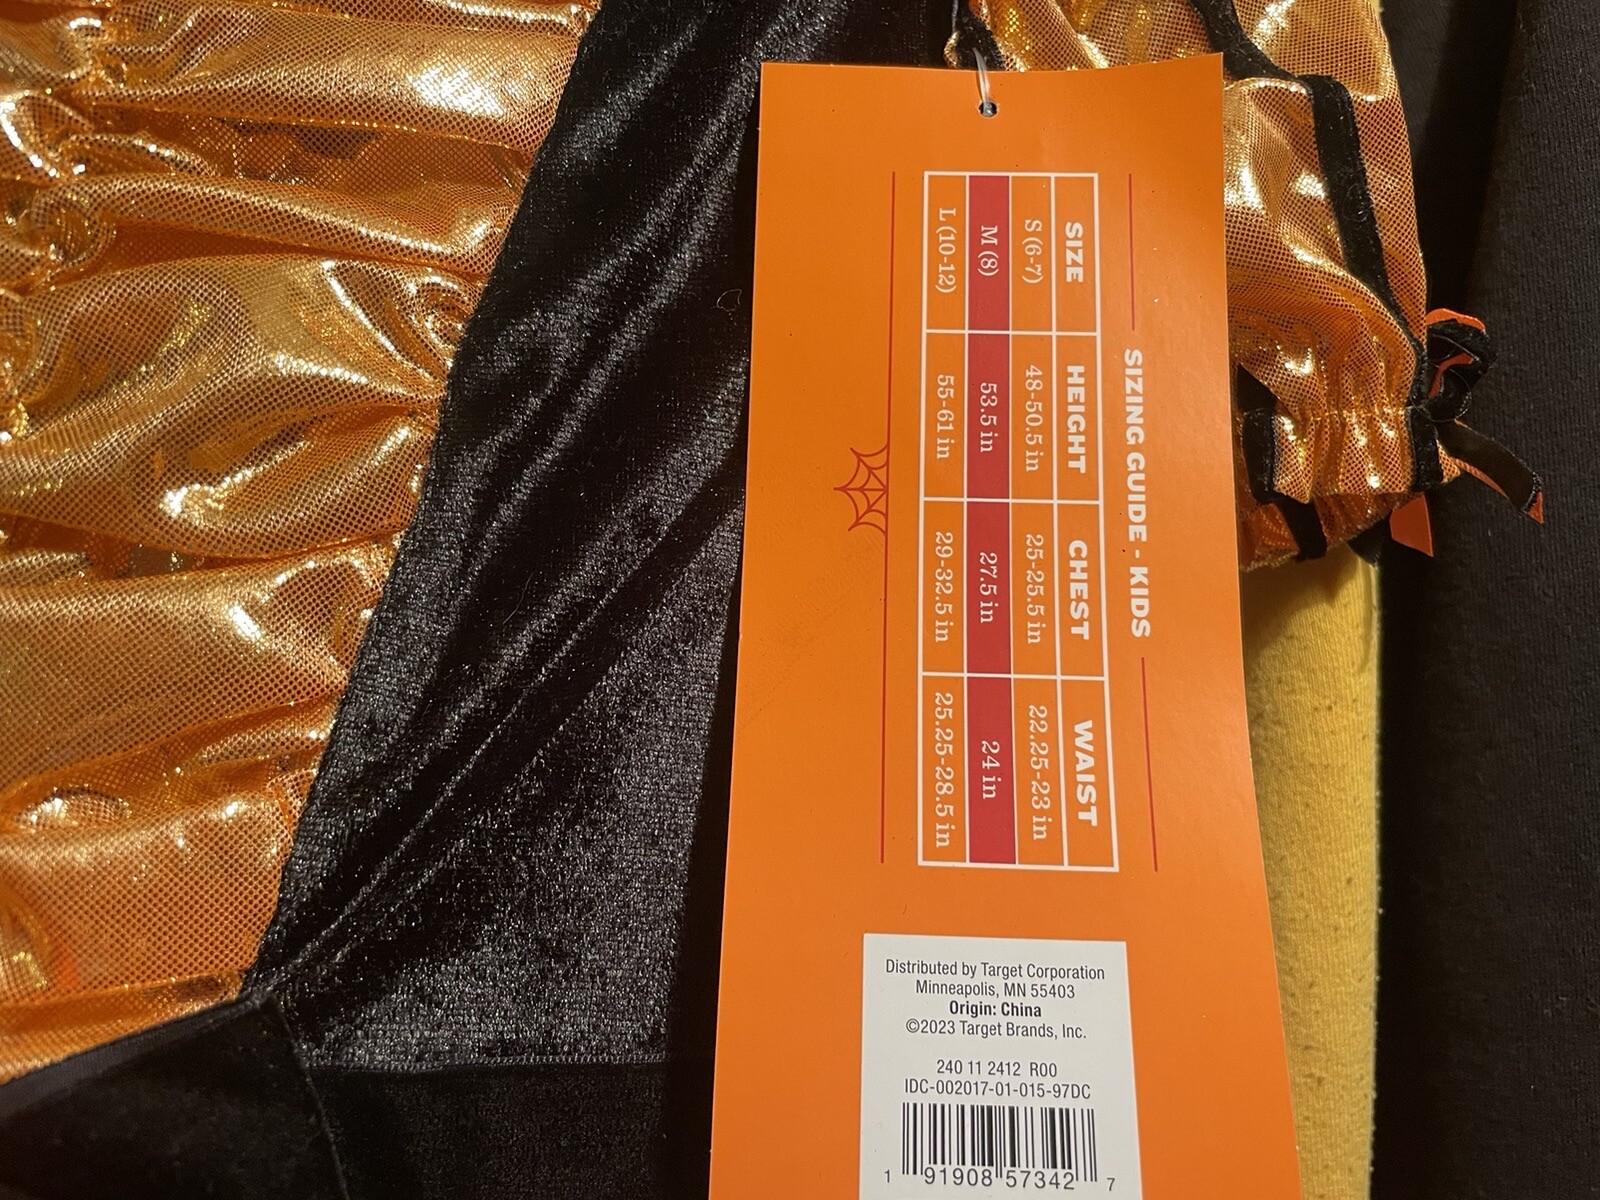 SIZING GUIDE - KIDS
SIZE HEIGHT CHEST WAIST
S (6-7) 48-50.5 in 25-25.5 in 22.25-23 in
M (8) 53.5 in 27.5 in 24 in
L (10-12) 55-61 in 29-32.5 in 25.25-28.5 in
Distributed by Target Corporation
Minneapolis, MN 55403
Origin: China
©2023 Target Brands, Inc.
240 11 2412 R00
IDC-002017-01-015-97DC
1 91908 57342 7